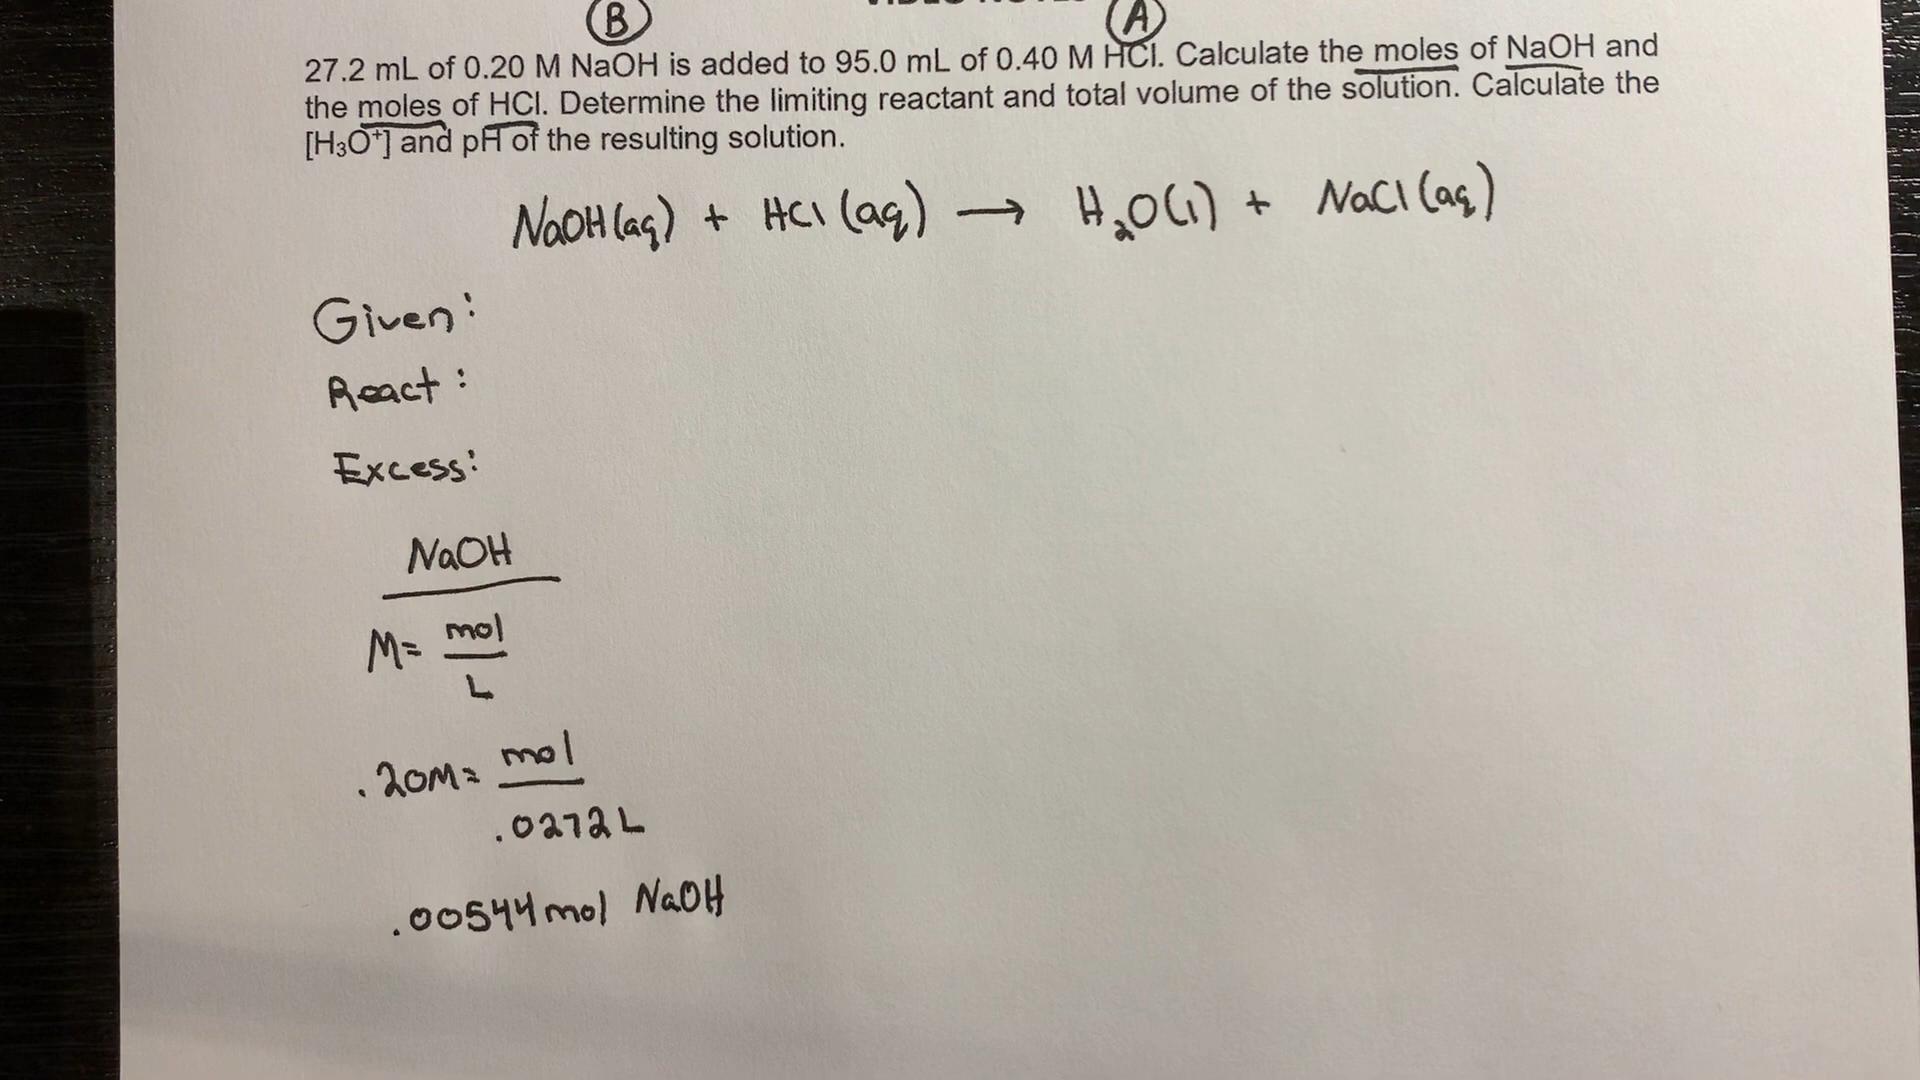 B A
27.2 mL of 0.20 M NaOH is added to 95.0 mL of 0.40 M HCl. Calculate the moles of NaOH and
the moles of HCl. Determine the limiting reactant and total volume of the solution. Calculate the
[H₃O⁺] and pH of the resulting solution.
NaOH(aq) + HCl(aq) → H₂O(l) + NaCl(aq)
Given:
React:
Excess:
NaOH
M= mol
L
.20M= mol
.0272L
.00544mol NaOH